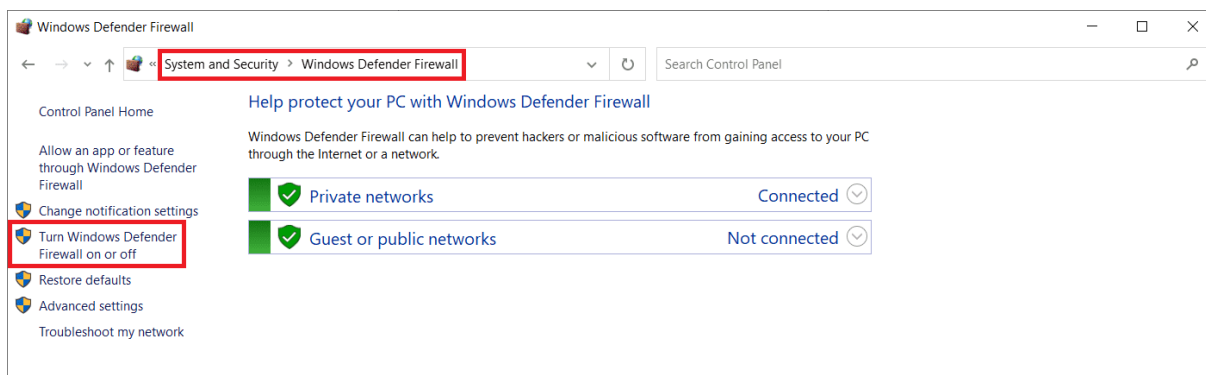 Windows Defender Firewall
« System and Security > Windows Defender Firewall
Search Control Panel
Control Panel Home
Allow an app or feature
through Windows Defender
Firewall
Change notification settings
Turn Windows Defender
Firewall on or off
Restore defaults
Advanced settings
Troubleshoot my network
Help protect your PC with Windows Defender Firewall
Windows Defender Firewall can help to prevent hackers or malicious software from gaining access to your PC
through the Internet or a network.
Private networks Connected
Guest or public networks Not connected